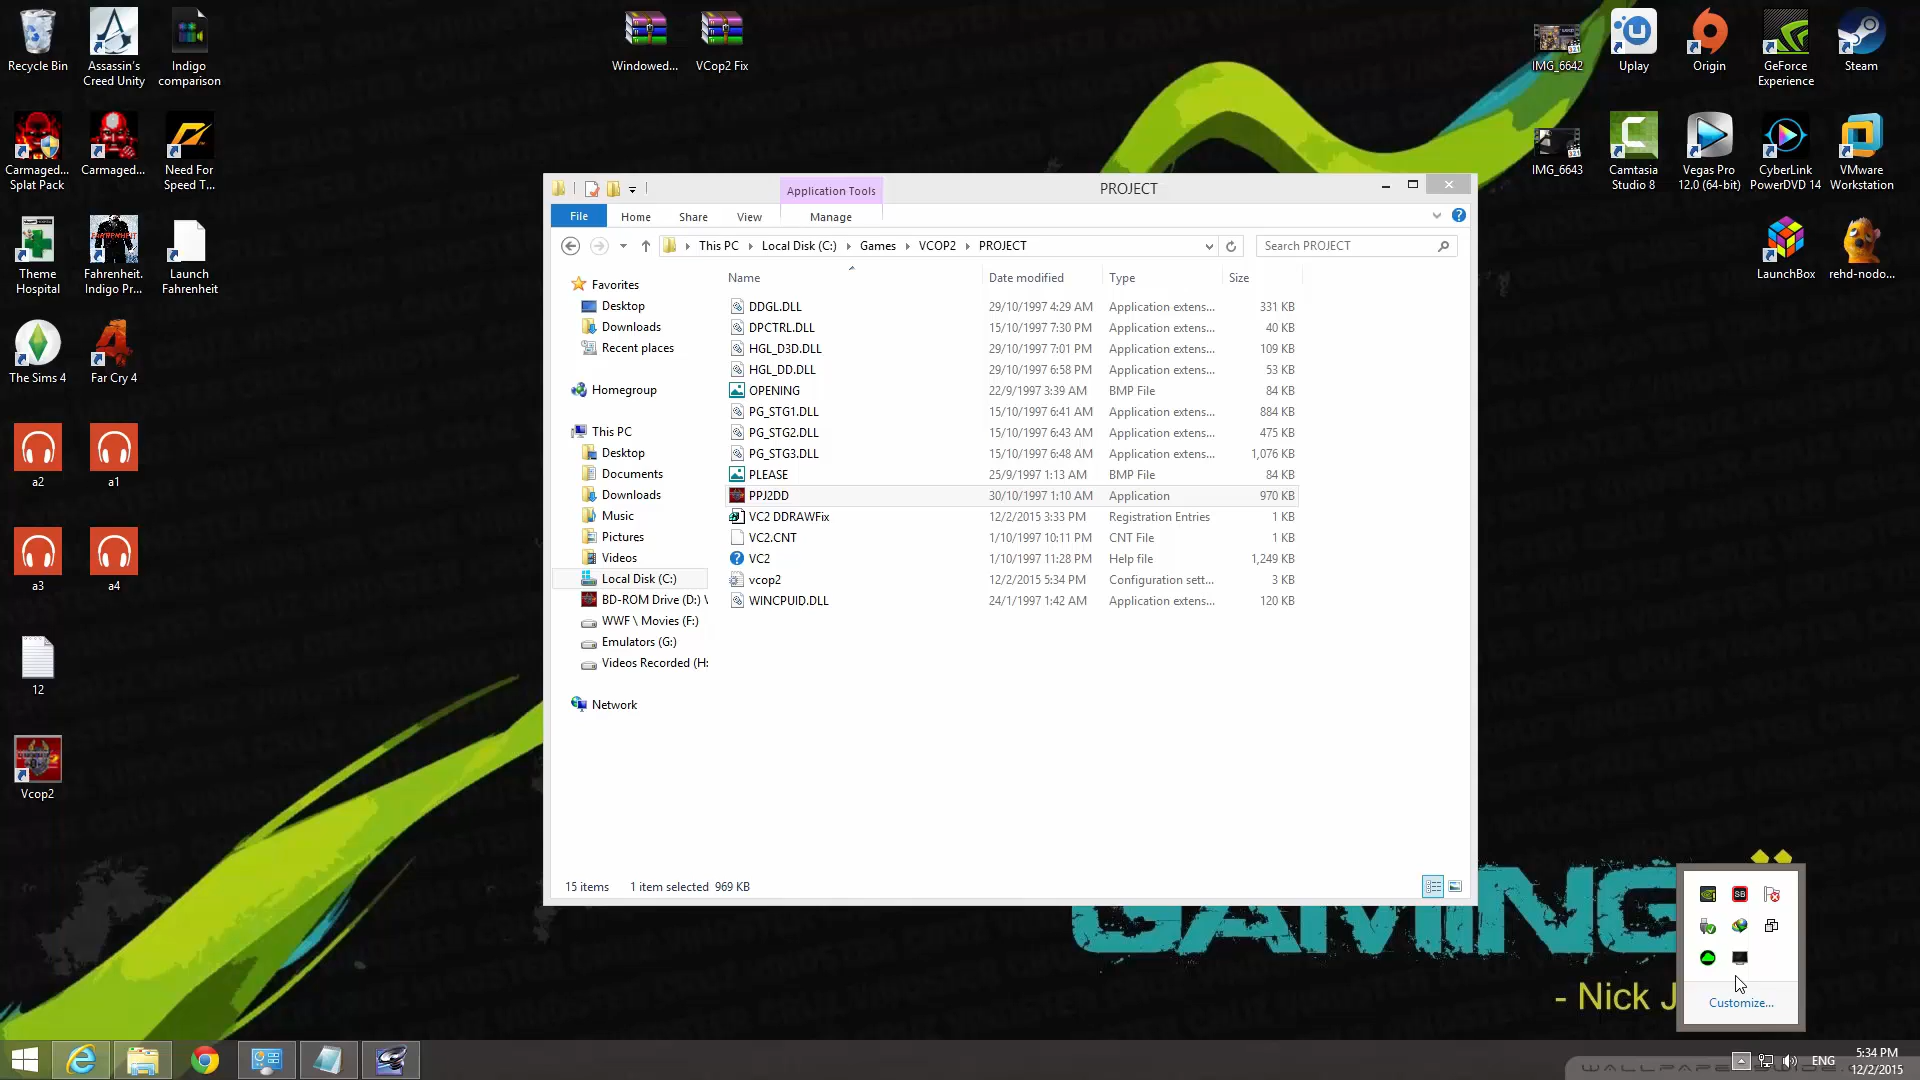 Recycle Bin
Assassin's
Creed Unity
Indigo
comparison
Windowed...
VCop2 Fix
IMG_6642
Uplay
Origin
GeForce
Experience
Steam
Carmaged...
Splat Pack
Carmaged...
Need For
Speed T...
IMG_6643
Camtasia
Studio 8
Vegas Pro
12.0 (64-bit)
CyberLink
PowerDVD 14
VMware
Workstation
Theme
Hospital
Fahrenheit.
Indigo Pr...
Launch
Fahrenheit
LaunchBox
rehd-nodo...
The Sims 4
Far Cry 4
a2
a1
a3
a4
12
Vcop2
Application Tools
PROJECT
File
Home
Share
View
Manage
This PC
Local Disk (C:)
Games
VCOP2
PROJECT
Search PROJECT
Name
Date modified
Type
Size
Favorites
Desktop
Downloads
Recent places
Homegroup
This PC
Desktop
Documents
Downloads
Music
Pictures
Videos
Local Disk (C:)
BD-ROM Drive (D:) \
WWF \ Movies (F:)
Emulators (G:)
Videos Recorded (H:
Network
DDGL.DLL 29/10/1997 4:29 AM Application extens... 331 KB
DPCTRL.DLL 15/10/1997 7:30 PM Application extens... 40 KB
HGL_D3D.DLL 29/10/1997 7:01 PM Application extens... 109 KB
HGL_DD.DLL 29/10/1997 6:58 PM Application extens... 53 KB
OPENING 22/9/1997 3:39 AM BMP File 84 KB
PG_STG1.DLL 15/10/1997 6:41 AM Application extens... 884 KB
PG_STG2.DLL 15/10/1997 6:43 AM Application extens... 475 KB
PG_STG3.DLL 15/10/1997 6:48 AM Application extens... 1,076 KB
PLEASE 25/9/1997 1:13 AM BMP File 84 KB
PPJ2DD 30/10/1997 1:10 AM Application 970 KB
VC2 DDRAWFix 12/2/2015 3:33 PM Registration Entries 1 KB
VC2.CNT 1/10/1997 10:11 PM CNT File 1 KB
VC2 1/10/1997 11:28 PM Help file 1,249 KB
vcop2 12/2/2015 5:34 PM Configuration sett... 3 KB
WINCPUID.DLL 24/1/1997 1:42 AM Application extens... 120 KB
15 items 1 item selected 969 KB
GAMING
- Nick J
SB
Customize...
ENG
5:34 PM
12/2/2015